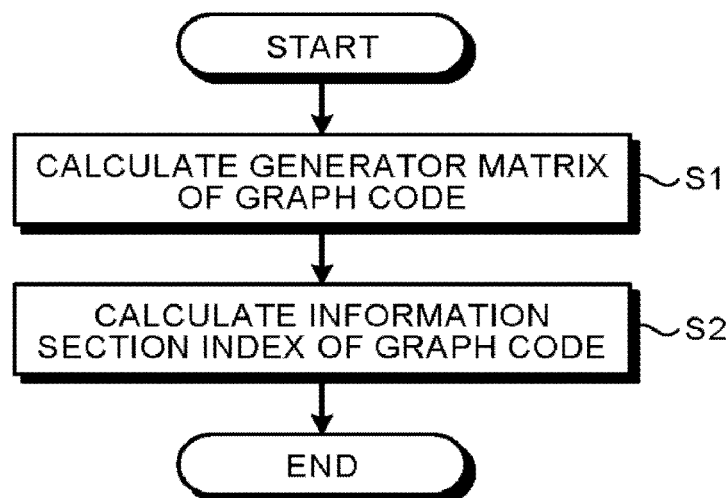 START
CALCULATE GENERATOR MATRIX
OF GRAPH CODE
S1
CALCULATE INFORMATION
SECTION INDEX OF GRAPH CODE
S2
END